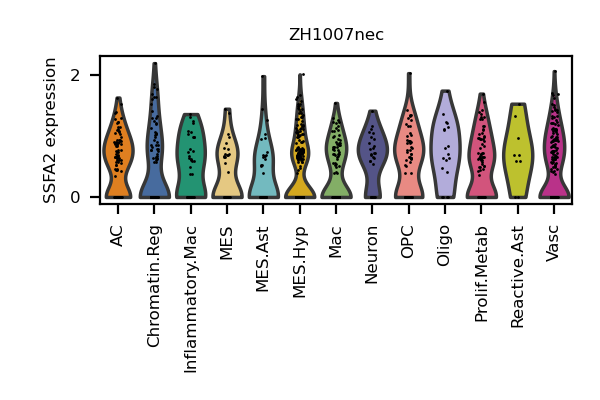 ZH1007nec
SSFA2 expression
2
0
AC
Chromatin.Reg
Inflammatory.Mac
MES
MES.Ast
MES.Hyp
Mac
Neuron
OPC
Oligo
Prolif.Metab
Reactive.Ast
Vasc